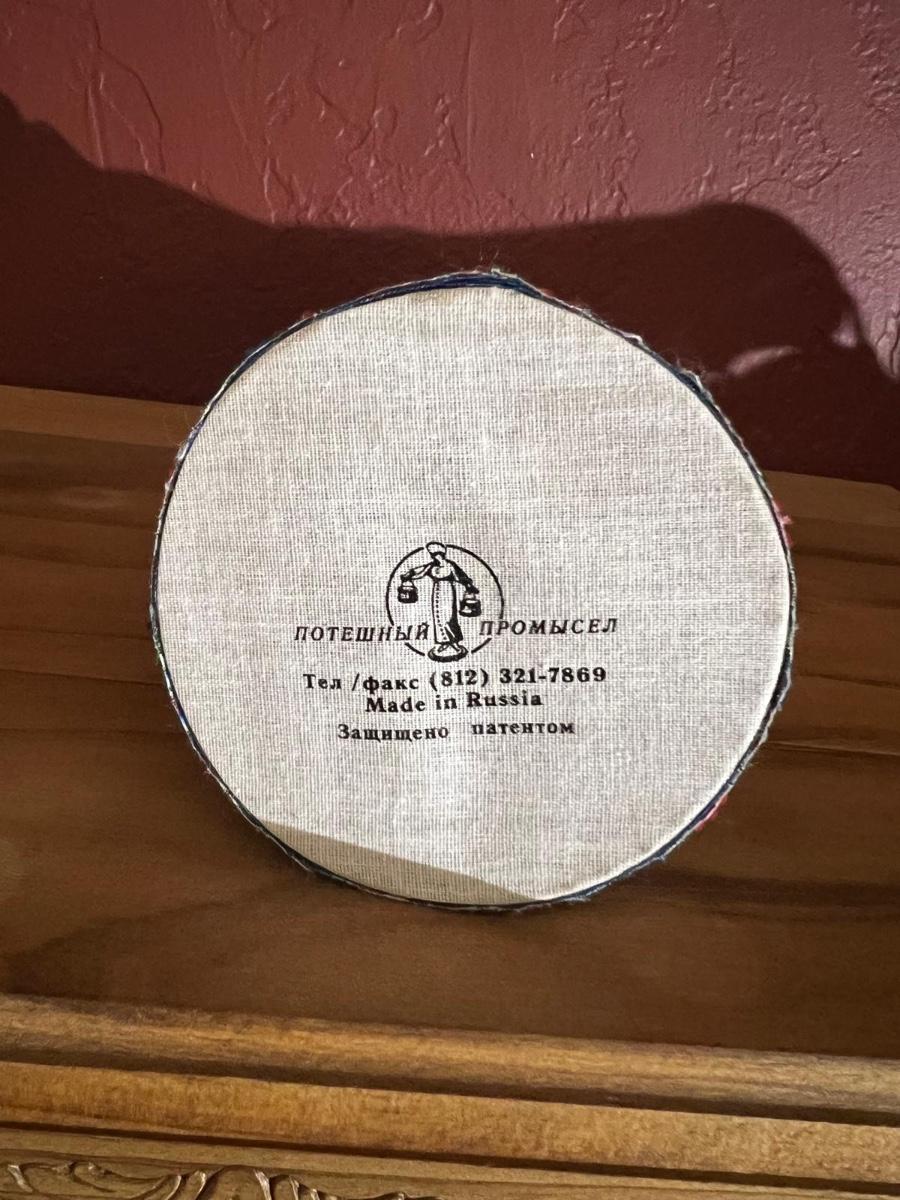 ПОТЕШНЫЙ ПРОМЫСЕЛ
Тел /факс (812) 321-7869
Made in Russia
Защищено патентом